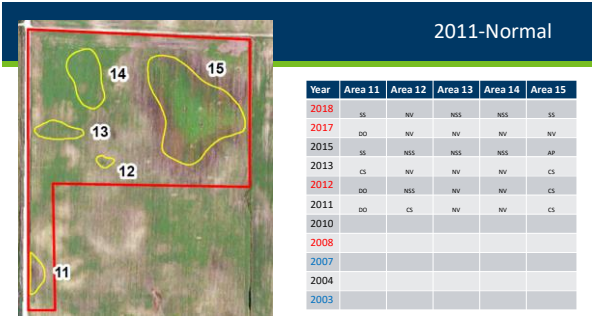 2011-Normal
14
15
13
12
11
Year Area 11 Area 12 Area 13 Area 14 Area 15
2018 SS NV NSS NSS SS
2017 DO NV NV NV NV
2015 SS NSS NSS NSS AP
2013 CS NV NV NV CS
2012 DO NSS NV NV CS
2011 DO CS NV NV CS
2010
2008
2007
2004
2003